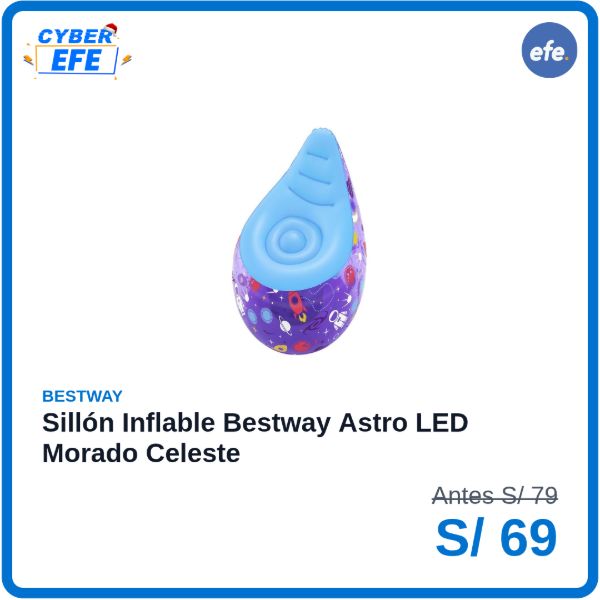 CYBER
EFE
efe.
BESTWAY
Sillón Inflable Bestway Astro LED
Morado Celeste
Antes S/ 79
S/ 69